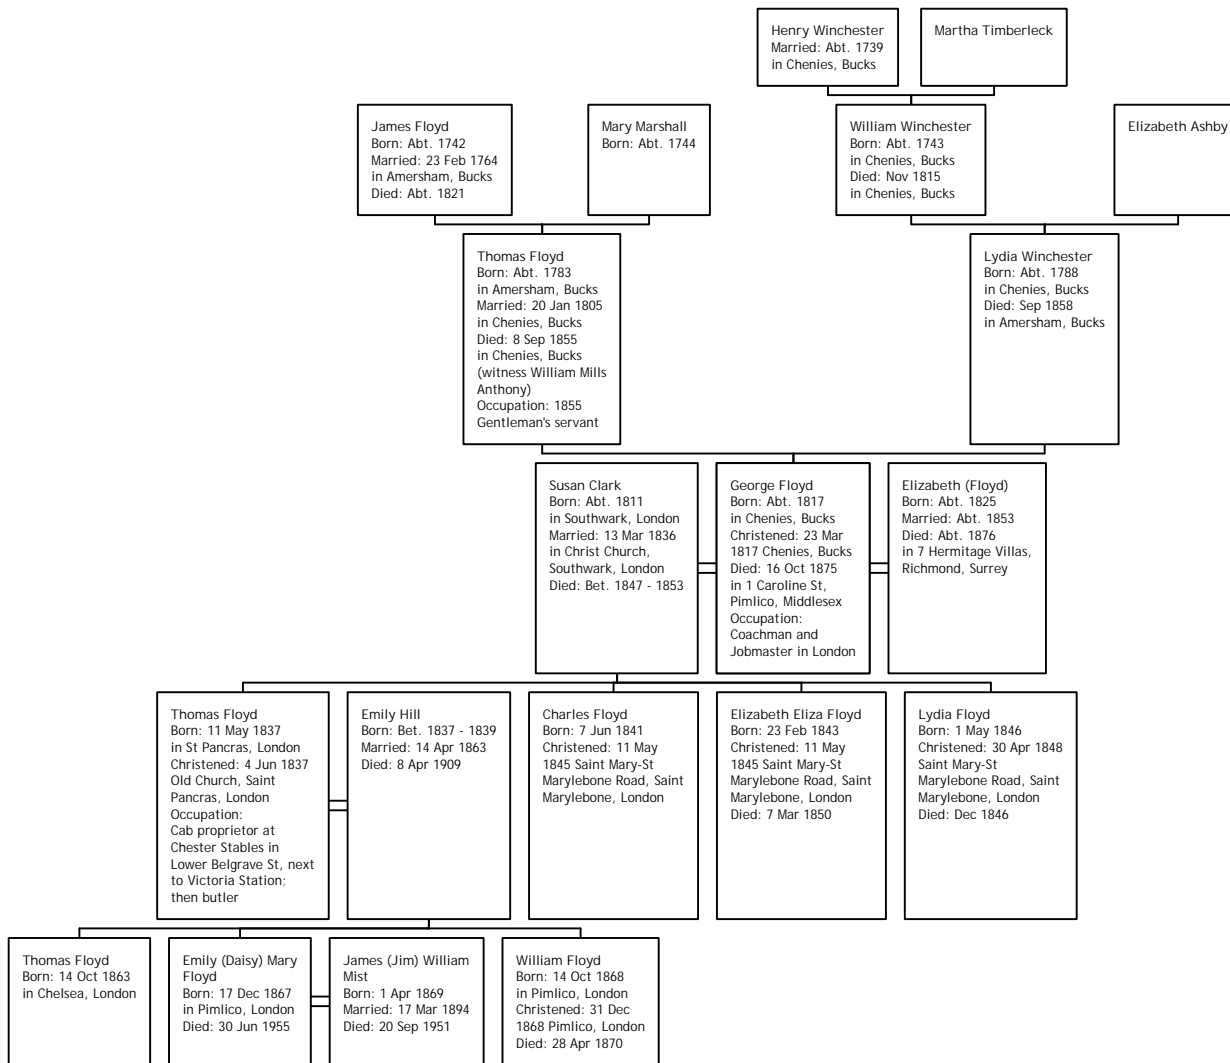 Henry Winchester
Married: Abt. 1739
in Chenies, Bucks
Martha Timberleck
James Floyd
Born: Abt. 1742
Married: 23 Feb 1764
in Amersham, Bucks
Died: Abt. 1821
Mary Marshall
Born: Abt. 1744
William Winchester
Born: Abt. 1743
in Chenies, Bucks
Died: Nov 1815
in Chenies, Bucks
Elizabeth Ashby
Thomas Floyd
Born: Abt. 1783
in Amersham, Bucks
Married: 20 Jan 1805
in Chenies, Bucks
Died: 8 Sep 1855
in Chenies, Bucks
(witness William Mills
Anthony)
Occupation: 1855
Gentleman's servant
Lydia Winchester
Born: Abt. 1788
in Chenies, Bucks
Died: Sep 1858
in Amersham, Bucks
Susan Clark
Born: Abt. 1811
in Southwark, London
Married: 13 Mar 1836
in Christ Church,
Southwark, London
Died: Bet. 1847 - 1853
George Floyd
Born: Abt. 1817
in Chenies, Bucks
Christened: 23 Mar
1817 Chenies, Bucks
Died: 16 Oct 1875
in 1 Caroline St,
Pimlico, Middlesex
Occupation:
Coachman and
Jobmaster in London
Elizabeth (Floyd)
Born: Abt. 1825
Married: Abt. 1853
Died: Abt. 1876
in 7 Hermitage Villas,
Richmond, Surrey
Thomas Floyd
Born: 11 May 1837
in St Pancras, London
Christened: 4 Jun 1837
Old Church, Saint
Pancras, London
Occupation:
Cab proprietor at
Chester Stables in
Lower Belgrave St, next
to Victoria Station;
then butler
Emily Hill
Born: Bet. 1837 - 1839
Married: 14 Apr 1863
Died: 8 Apr 1909
Charles Floyd
Born: 7 Jun 1841
Christened: 11 May
1845 Saint Mary-St
Marylebone Road, Saint
Marylebone, London
Elizabeth Eliza Floyd
Born: 23 Feb 1843
Christened: 11 May
1845 Saint Mary-St
Marylebone Road, Saint
Marylebone, London
Died: 7 Mar 1850
Lydia Floyd
Born: 1 May 1846
Christened: 30 Apr 1848
Saint Mary-St
Marylebone Road, Saint
Marylebone, London
Died: Dec 1846
Thomas Floyd
Born: 14 Oct 1863
in Chelsea, London
Emily (Daisy) Mary
Floyd
Born: 17 Dec 1867
in Pimlico, London
Died: 30 Jun 1955
James (Jim) William
Mist
Born: 1 Apr 1869
Married: 17 Mar 1894
Died: 20 Sep 1951
William Floyd
Born: 14 Oct 1868
in Pimlico, London
Christened: 31 Dec
1868 Pimlico, London
Died: 28 Apr 1870